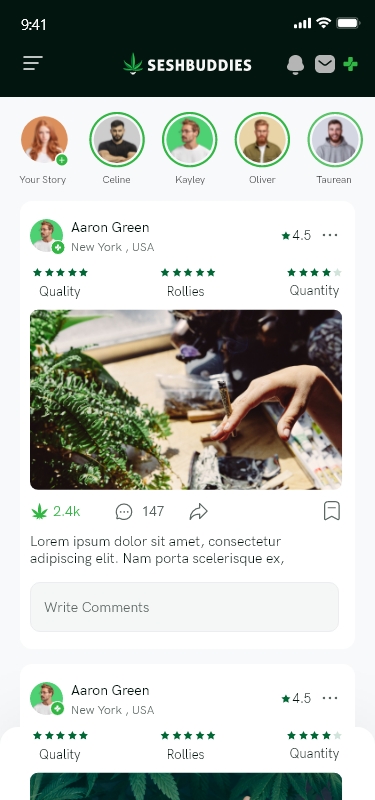 9:41
SESHBUDDIES
Your Story
Celine
Kayley
Oliver
Taurean
Aaron Green
New York , USA
4.5
Quality
Rollies
Quantity
2.4k
147
Lorem ipsum dolor sit amet, consectetur
adipiscing elit. Nam porta scelerisque ex,
Write Comments
Aaron Green
New York , USA
4.5
Quality
Rollies
Quantity